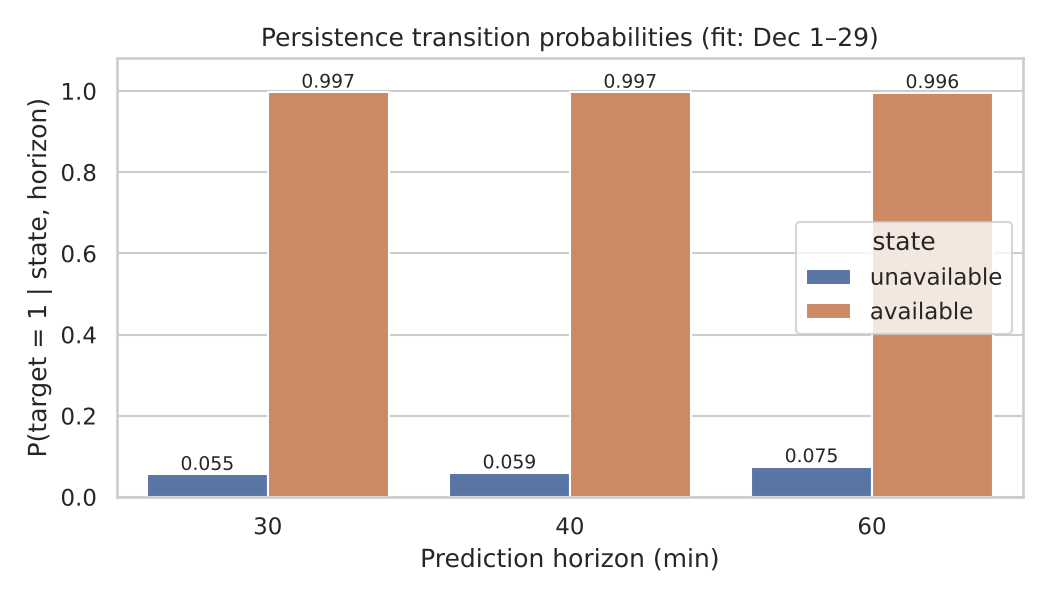 Persistence transition probabilities (fit: Dec 1–29)
P(target = 1 | state, horizon)
1.0
0.8
0.6
0.4
0.2
0.0
0.997
0.997
0.996
0.055
0.059
0.075
state
unavailable
available
30
40
60
Prediction horizon (min)